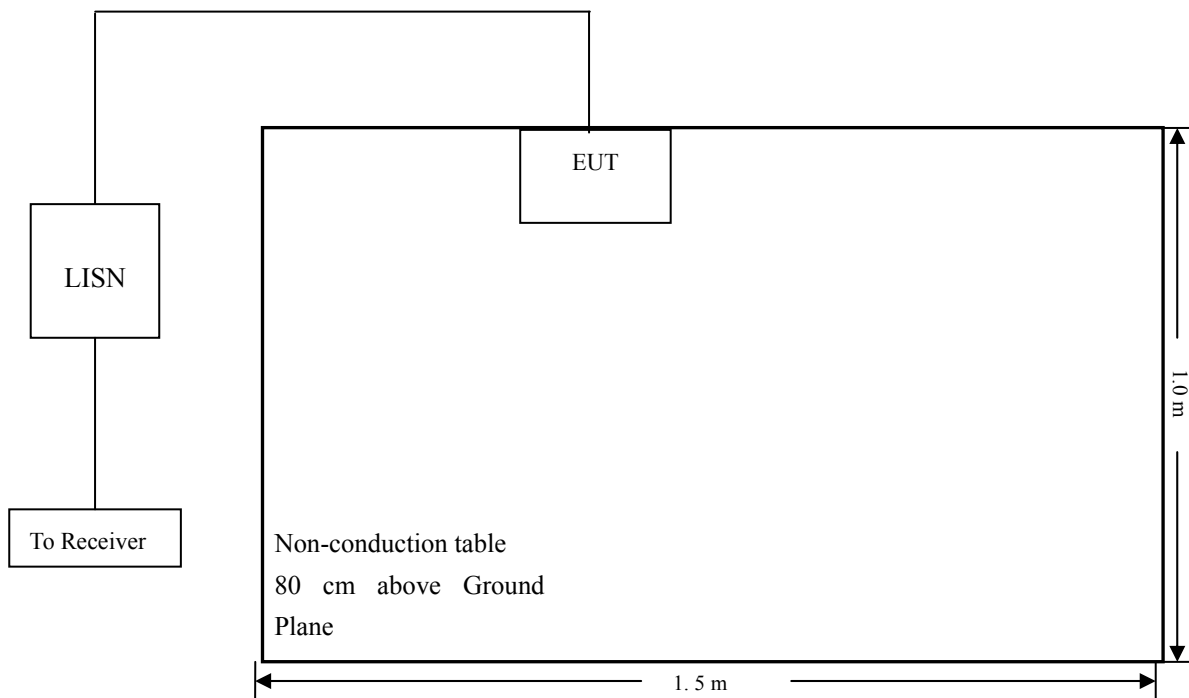 EUT
LISN
1.0 m
To Receiver
Non-conduction table
80 cm above Ground
Plane
1. 5 m